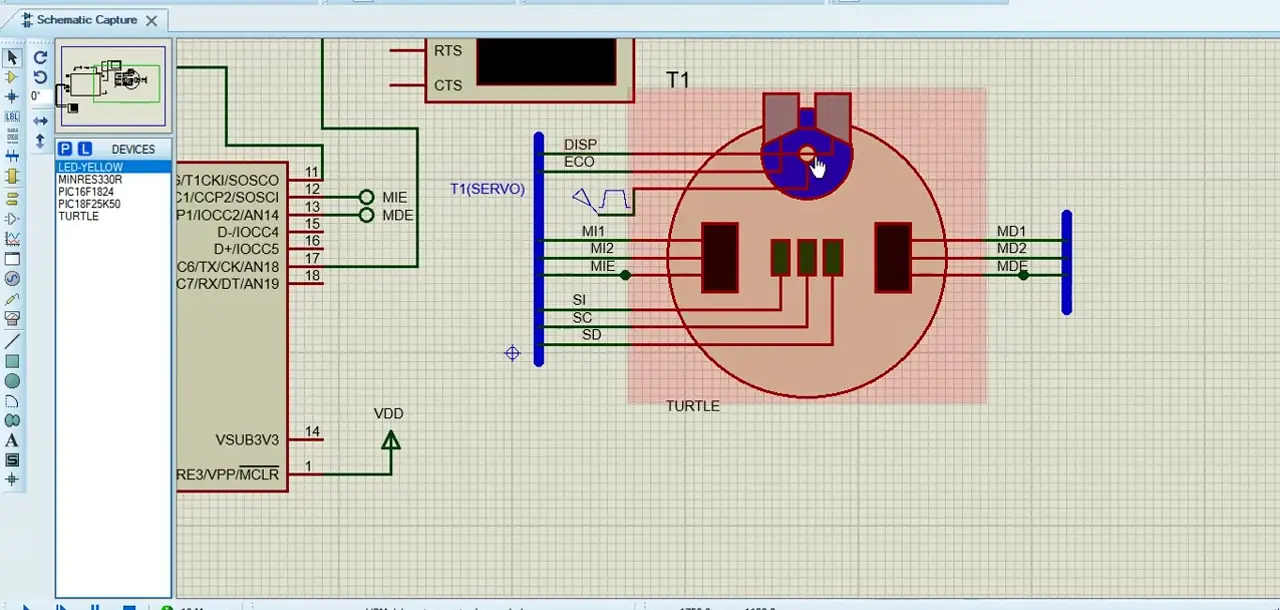 Schematic Capture
0°
LBL
P L DEVICES
LED-YELLOW
MINRES330R
PIC16F1824
PIC18F25K50
TURTLE
A
S
RTS
CTS
T1
11
/T1CKI/SOSCO
12
C1/CCP2/SOSCI
MIE
13
P1/IOCC2/AN14
MDE
15
D-/IOCC4
16
D+/IOCC5
17
C6/TX/CK/AN18
18
C7/RX/DT/AN19
VDD
14
VSUB3V3
1
RE3/VPP/MCLR
DISP
ECO
T1(SERVO)
MI1
MI2
MIE
SI
SC
SD
MD1
MD2
MDE
TURTLE